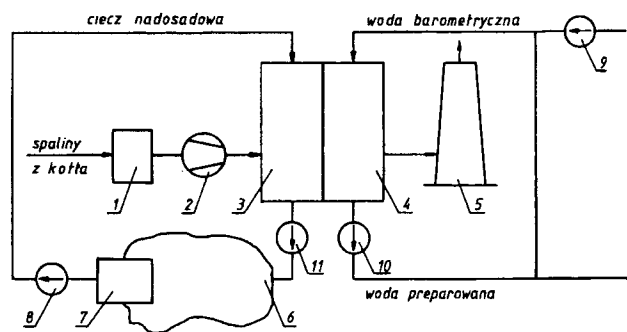 ciecz nadosadowa
woda barometryczna
9
spaliny
z kotła
1
2
3
4
5
11
10
8
7
6
woda preparowana